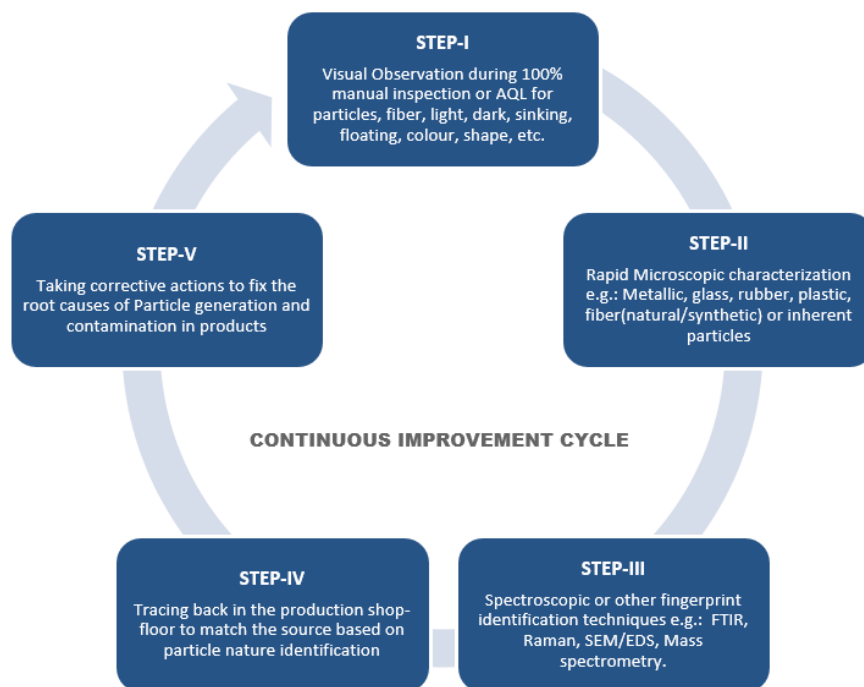 STEP-I
Visual Observation during 100%
manual inspection or AQL for
particles, fiber, light, dark, sinking,
floating, colour, shape, etc.
STEP-II
Rapid Microscopic characterization
e.g.: Metallic, glass, rubber, plastic,
fiber(natural/synthetic) or inherent
particles
STEP-III
Spectroscopic or other fingerprint
identification techniques e.g.: FTIR,
Raman, SEM/EDS, Mass
spectrometry.
STEP-IV
Tracing back in the production shop-
floor to match the source based on
particle nature identification
STEP-V
Taking corrective actions to fix the
root causes of Particle generation and
contamination in products
CONTINUOUS IMPROVEMENT CYCLE